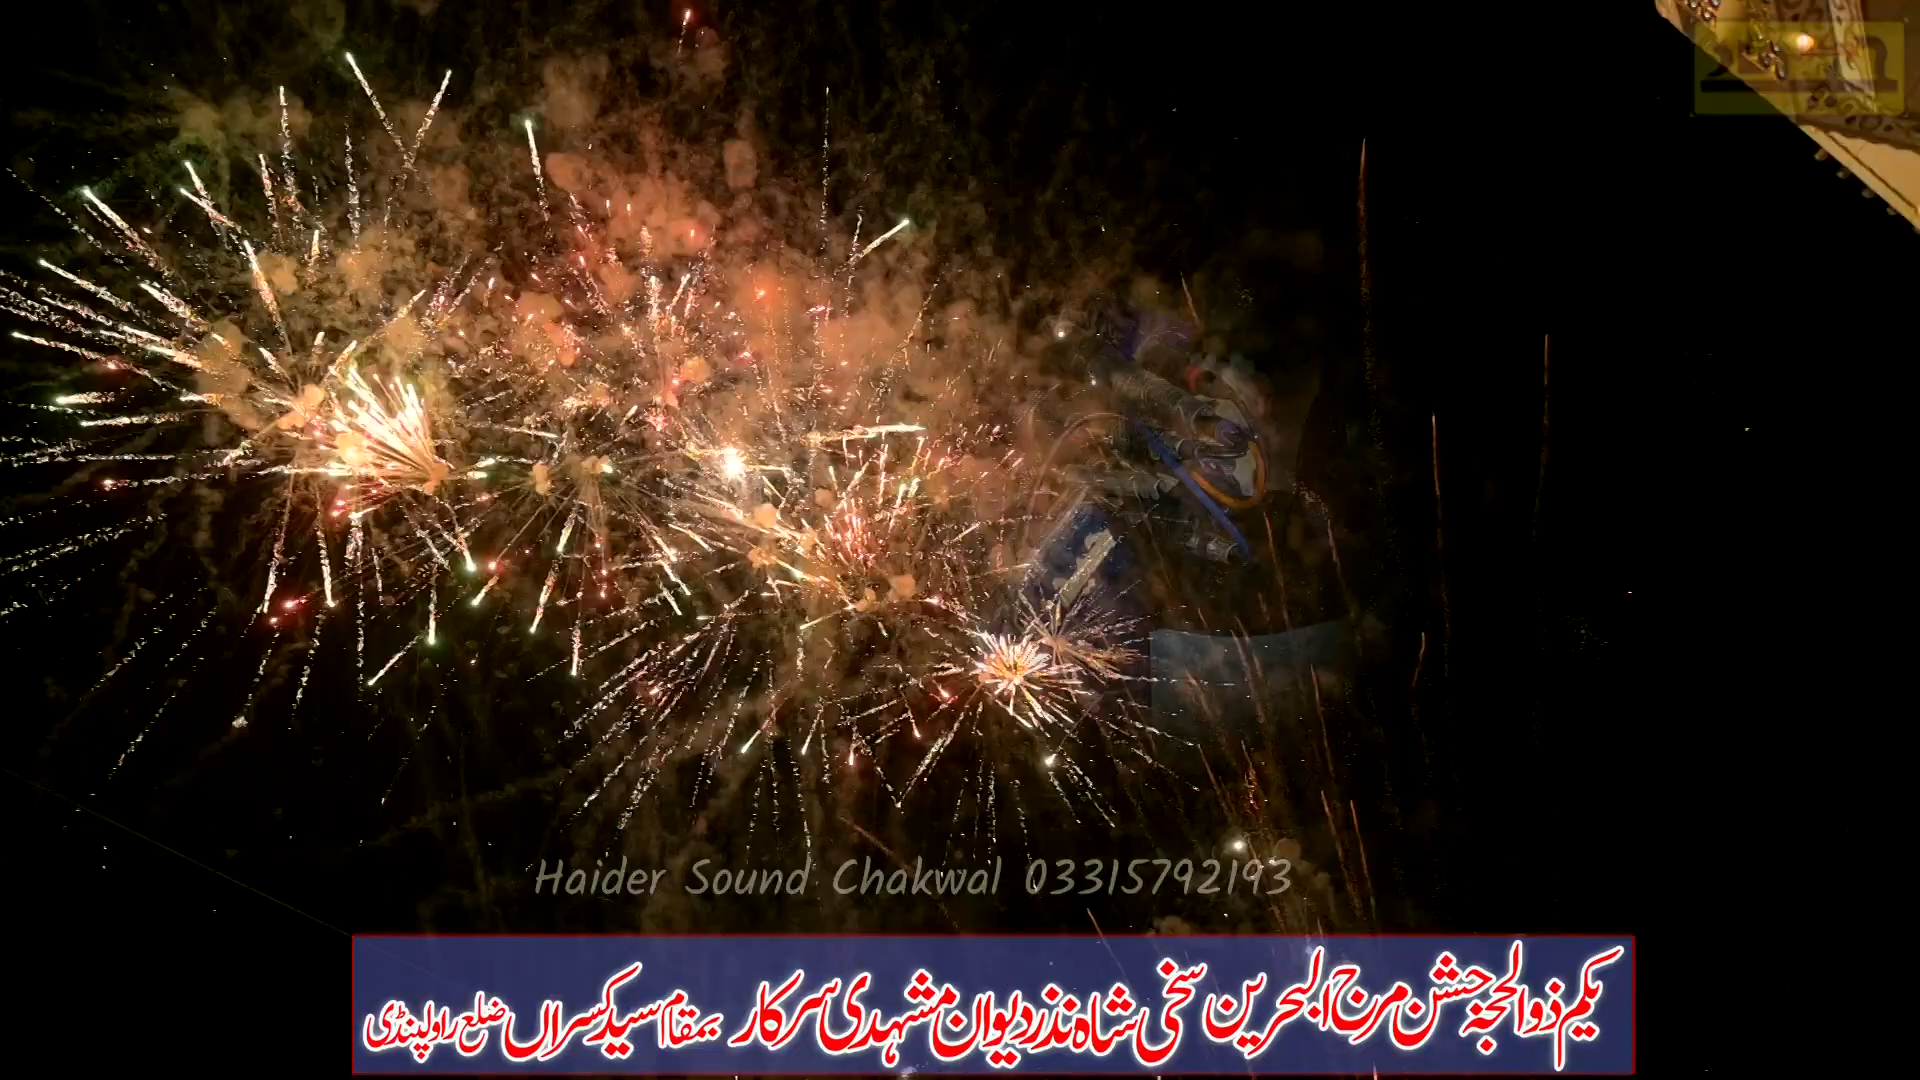 Haider Sound Chakwal 03315792193
یکم ذوالحجہ جشن مرج البحرین سخی شاہ نذر دیوان مشہدی سرکار بمقام سید کسراں ضلع راولپنڈی